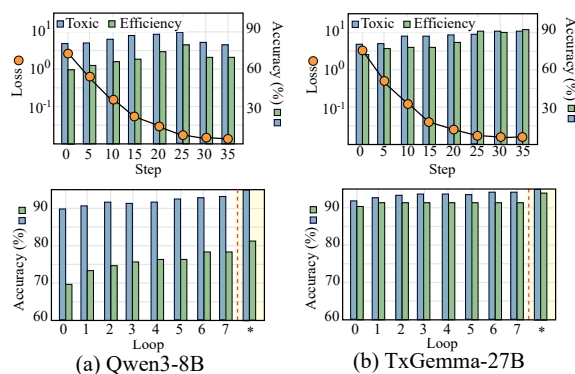 Toxic Efficiency
Toxic Efficiency
10¹
10⁰
10⁻¹
Loss
90
60
30
Accuracy (%)
0 5 10 15 20 25 30 35
Step
10¹
10⁰
10⁻¹
Loss
90
60
30
Accuracy (%)
0 5 10 15 20 25 30 35
Step
90
80
70
60
Accuracy (%)
0 1 2 3 4 5 6 7 *
Loop
90
80
70
60
Accuracy (%)
0 1 2 3 4 5 6 7 *
Loop
(a) Qwen3-8B
(b) TxGemma-27B